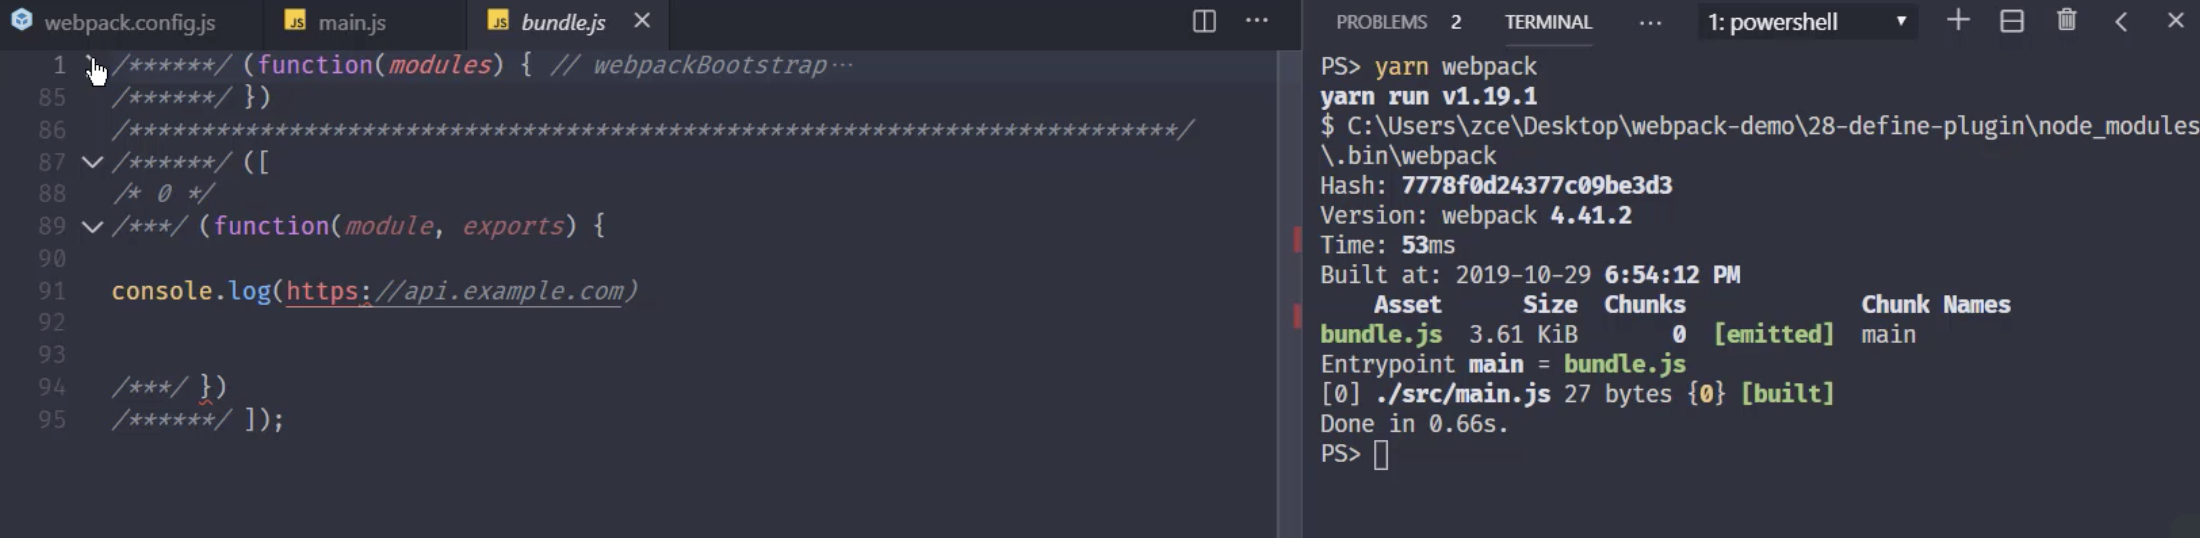 webpack.config.js
JS main.js
JS bundle.js
1 /******/ (function(modules) { // webpackBootstrap…
85 /******/ })
86 /************************************************************************/
87 /******/ ([
88 /* 0 */
89 /***/ (function(module, exports) {
90
91 console.log(https://api.example.com)
92
93
94 /***/ })
95 /******/ ]);
PROBLEMS 2 TERMINAL 1: powershell
PS> yarn webpack
yarn run v1.19.1
$ C:\Users\zce\Desktop\webpack-demo\28-define-plugin\node_modules
\.bin\webpack
Hash: 7778f0d24377c09be3d3
Version: webpack 4.41.2
Time: 53ms
Built at: 2019-10-29 6:54:12 PM
Asset Size Chunks Chunk Names
bundle.js 3.61 KiB 0 [emitted] main
Entrypoint main = bundle.js
[0] ./src/main.js 27 bytes {0} [built]
Done in 0.66s.
PS>